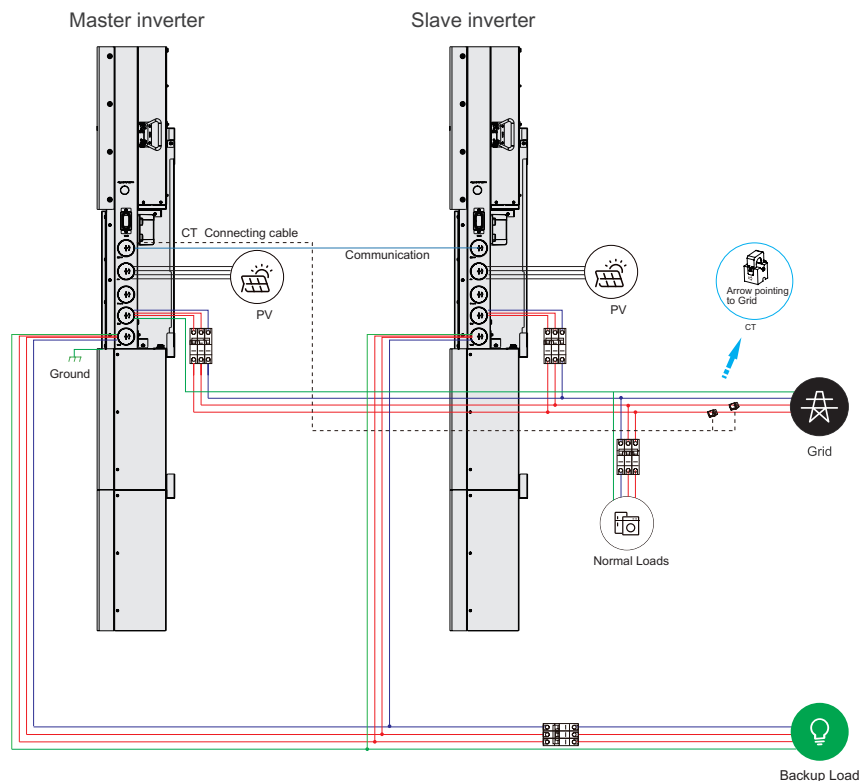 Master inverter
Slave inverter
CT Connecting cable
Communication
PV
PV
Arrow pointing
to Grid
CT
Ground
Grid
Normal Loads
Backup Load